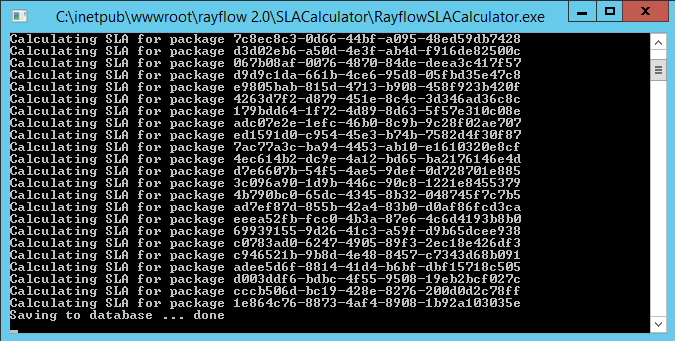 C:\inetpub\wwwroot\rayflow 2.0\SLACalculator\RayflowSLACalculator.exe
Calculating SLA for package 7c8ec8c3-0d66-44bf-a095-48ed59db7428
Calculating SLA for package d3d02eb6-a50d-4e3f-ab4d-f916de82500c
Calculating SLA for package 067b08af-0076-4870-84de-deea3c417f57
Calculating SLA for package d9d9c1da-661b-4ce6-95d8-05fbd35e47c8
Calculating SLA for package e9805bab-815d-4713-b908-458f923b420f
Calculating SLA for package 4263d7f2-d879-451e-8c4c-3d346ad36c8c
Calculating SLA for package 179bdd64-1f72-4d89-8d63-5f57e310c08e
Calculating SLA for package adc07e2e-1efc-46b0-8c9b-9c28f02ae707
Calculating SLA for package ed1591d0-c954-45e3-b74b-7582d4f30f87
Calculating SLA for package 7ac77a3c-ba94-4453-ab10-e1610320e8cf
Calculating SLA for package 4ec614b2-dc9e-4a12-bd65-ba2176146e4d
Calculating SLA for package d7e6607b-54f5-4ae5-9def-0d728701e885
Calculating SLA for package 3c096a90-1d9b-446c-90c8-1221e8455379
Calculating SLA for package 4b790bc0-65dc-4345-8b32-048745f7c7b5
Calculating SLA for package ad7ef87d-855b-42a4-83b0-d0af86fcd3ca
Calculating SLA for package eeea52fb-fcc0-4b3a-87e6-4c6d4193b8b0
Calculating SLA for package 69939155-9d26-41c3-a59f-d9b65dcee938
Calculating SLA for package c0783ad0-6247-4905-89f3-2ec18e426df3
Calculating SLA for package c946521b-9b8d-4e48-8457-c7343d68b091
Calculating SLA for package adee5d6f-8814-41d4-b6bf-dbf15718c505
Calculating SLA for package d003ddf6-bdbc-4f55-9508-19eb2bcf027c
Calculating SLA for package cccb506d-bc19-428e-8276-200d0d2c78ff
Calculating SLA for package 1e864c76-8873-4af4-8908-1b92a103035e
Saving to database ... done